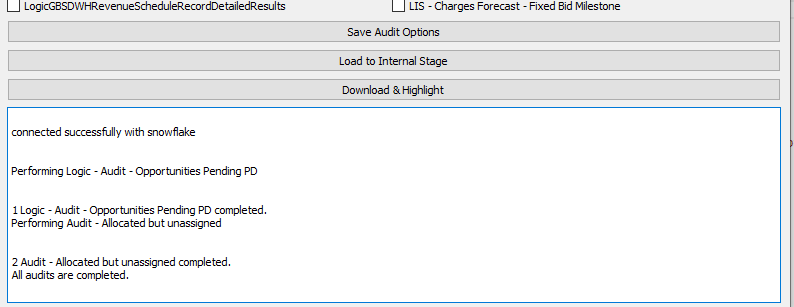 LogicGBSDWHRevenueScheduleRecordDetailedResults
LIS - Charges Forecast - Fixed Bid Milestone
Save Audit Options
Load to Internal Stage
Download & Highlight
connected successfully with snowflake
Performing Logic - Audit - Opportunities Pending PD
1 Logic - Audit - Opportunities Pending PD completed.
Performing Audit - Allocated but unassigned
2 Audit - Allocated but unassigned completed.
All audits are completed.